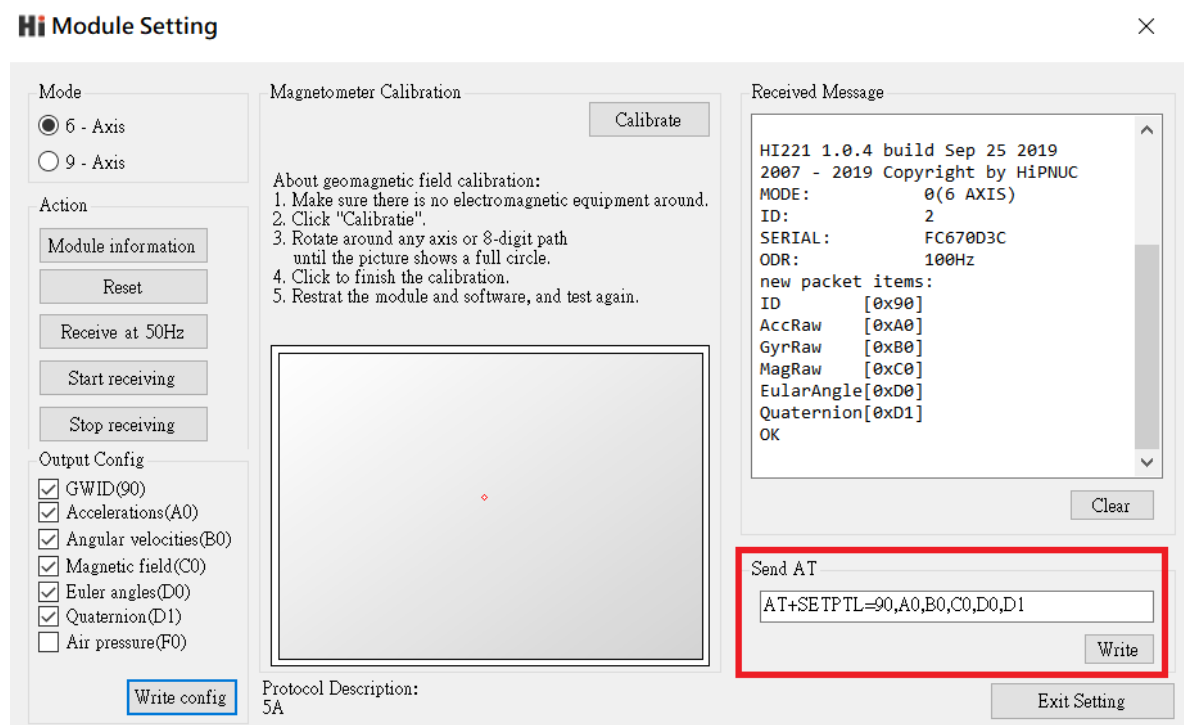 Hi Module Setting
Mode
6 - Axis
9 - Axis
Action
Module information
Reset
Receive at 50Hz
Start receiving
Stop receiving
Output Config
GWID(90)
Accelerations(A0)
Angular velocities(B0)
Magnetic field(C0)
Euler angles(D0)
Quaternion(D1)
Air pressure(F0)
Write config
Magnetometer Calibration
Calibrate
About geomagnetic field calibration:
1. Make sure there is no electromagnetic equipment around.
2. Click "Calibratie".
3. Rotate around any axis or 8-digit path
until the picture shows a full circle.
4. Click to finish the calibration.
5. Restrat the module and software, and test again.
Protocol Description:
5A
Received Message
HI221 1.0.4 build Sep 25 2019
2007 - 2019 Copyright by HiPNUC
MODE: 0(6 AXIS)
ID: 2
SERIAL: FC670D3C
ODR: 100Hz
new packet items:
ID [0x90]
AccRaw [0xA0]
GyrRaw [0xB0]
MagRaw [0xC0]
EularAngle[0xD0]
Quaternion[0xD1]
OK
Clear
Send AT
AT+SETPTL=90,A0,B0,C0,D0,D1
Write
Exit Setting